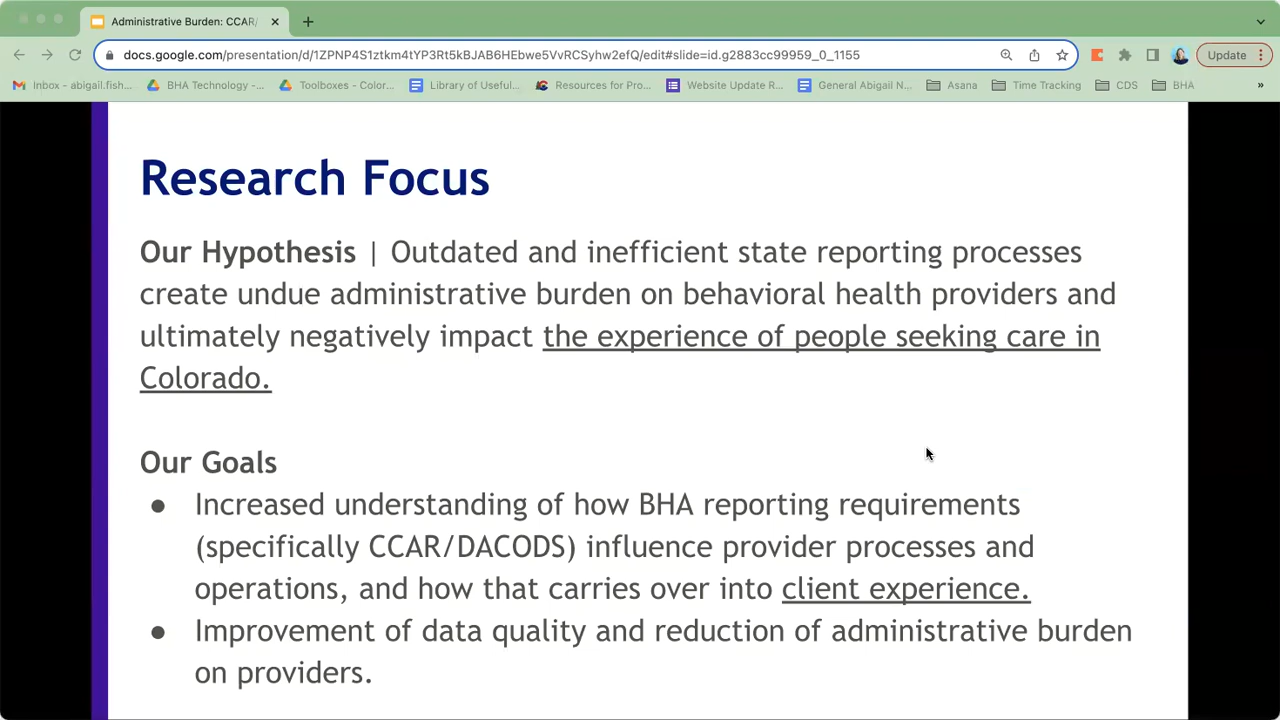 Administrative Burden: CCAR/
docs.google.com/presentation/d/1ZPNP4S1ztkm4tYP3Rt5kBJAB6HEbwe5VvRCSyhw2efQ/edit#slide=id.g2883cc99959_0_1155
Update
Inbox - abigail.fish... BHA Technology -... Toolboxes - Color... Library of Useful... Resources for Pro... Website Update R... General Abigail N... Asana Time Tracking CDS BHA »
Research Focus
Our Hypothesis | Outdated and inefficient state reporting processes
create undue administrative burden on behavioral health providers and
ultimately negatively impact the experience of people seeking care in
Colorado.
Our Goals
● Increased understanding of how BHA reporting requirements
(specifically CCAR/DACODS) influence provider processes and
operations, and how that carries over into client experience.
● Improvement of data quality and reduction of administrative burden
on providers.